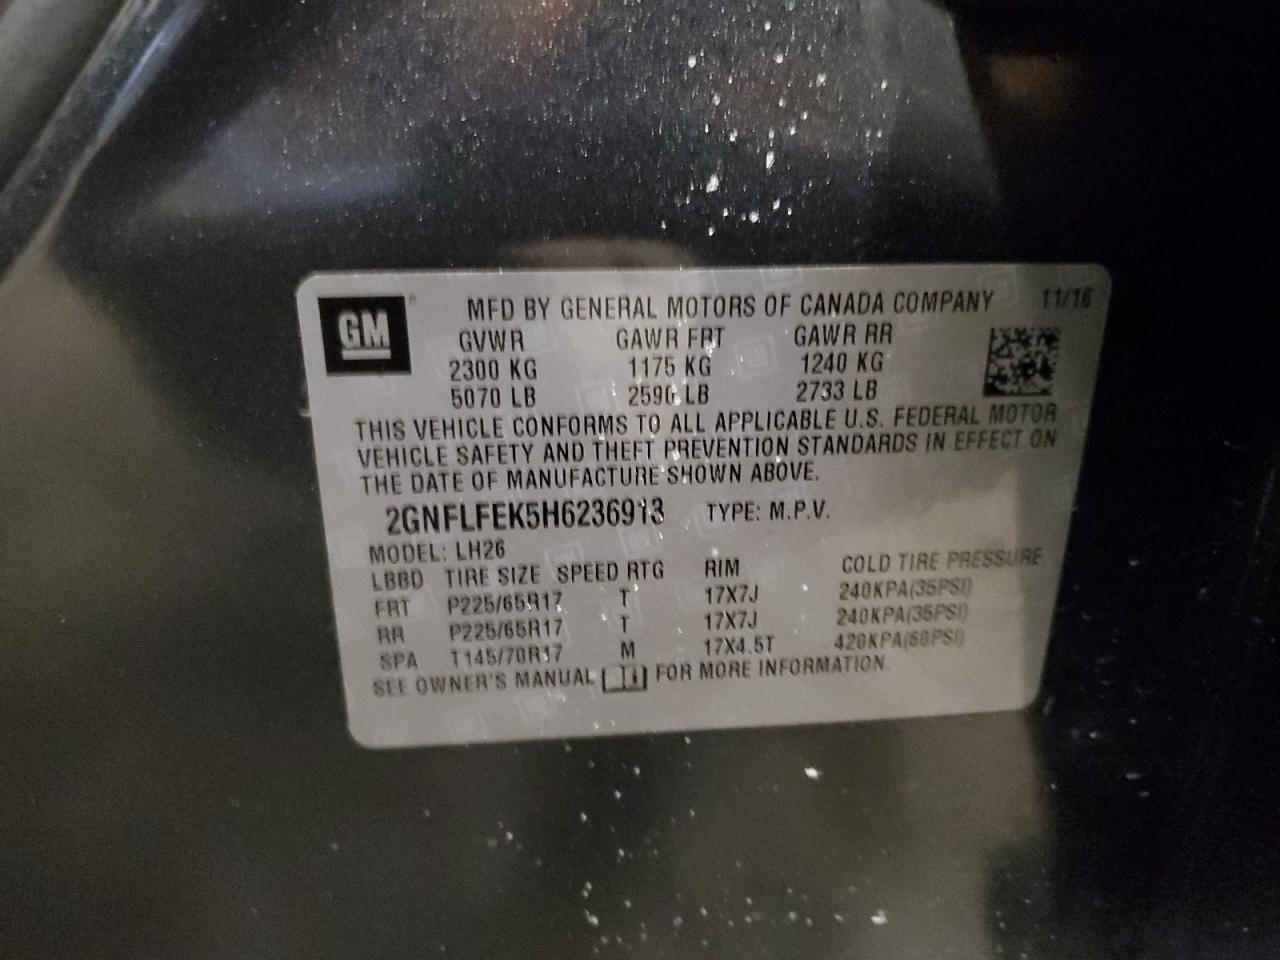 GM
MFD BY GENERAL MOTORS OF CANADA COMPANY 11/16
GVWR GAWR FRT GAWR RR
2300 KG 1175 KG 1240 KG
5070 LB 2590 LB 2733 LB
THIS VEHICLE CONFORMS TO ALL APPLICABLE U.S. FEDERAL MOTOR
VEHICLE SAFETY AND THEFT PREVENTION STANDARDS IN EFFECT ON
THE DATE OF MANUFACTURE SHOWN ABOVE.
2GNFLFEK5H6236913 TYPE: M.P.V.
MODEL: LH26
LBBD TIRE SIZE SPEED RTG RIM COLD TIRE PRESSURE
FRT P225/65R17 T 17X7J 240KPA(35PSI)
RR P225/65R17 T 17X7J 240KPA(35PSI)
SPA T145/70R17 M 17X4.5T 420KPA(60PSI)
SEE OWNER'S MANUAL FOR MORE INFORMATION.